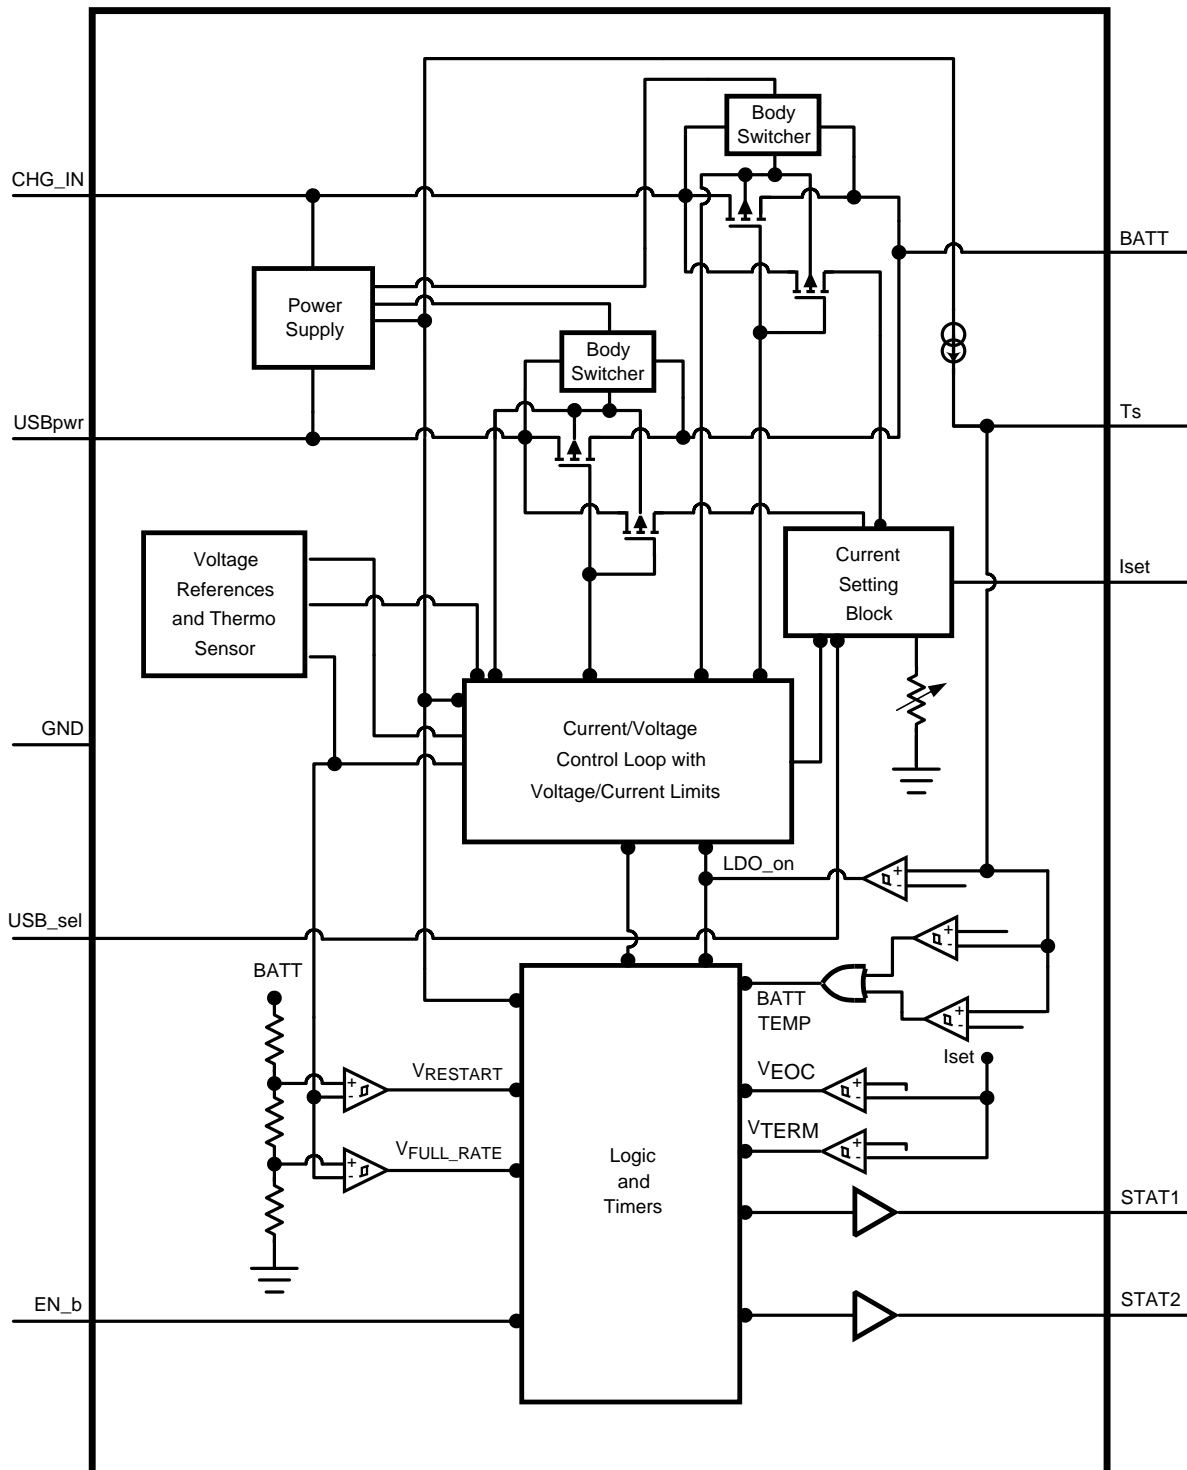 Body
Switcher
CHG_IN
BATT
Power
Supply
Body
Switcher
USBpwr
Ts
Voltage
References
and Thermo
Sensor
Current
Setting
Block
Iset
GND
Current/Voltage
Control Loop with
Voltage/Current Limits
LDO_on
+
-
USB_sel
+
-
BATT
BATT
TEMP
+
-
Iset
VRESTART
+
-
VEOC
+
-
VTERM
+
-
VFULL_RATE
+
-
Logic
and
Timers
STAT1
EN_b
STAT2